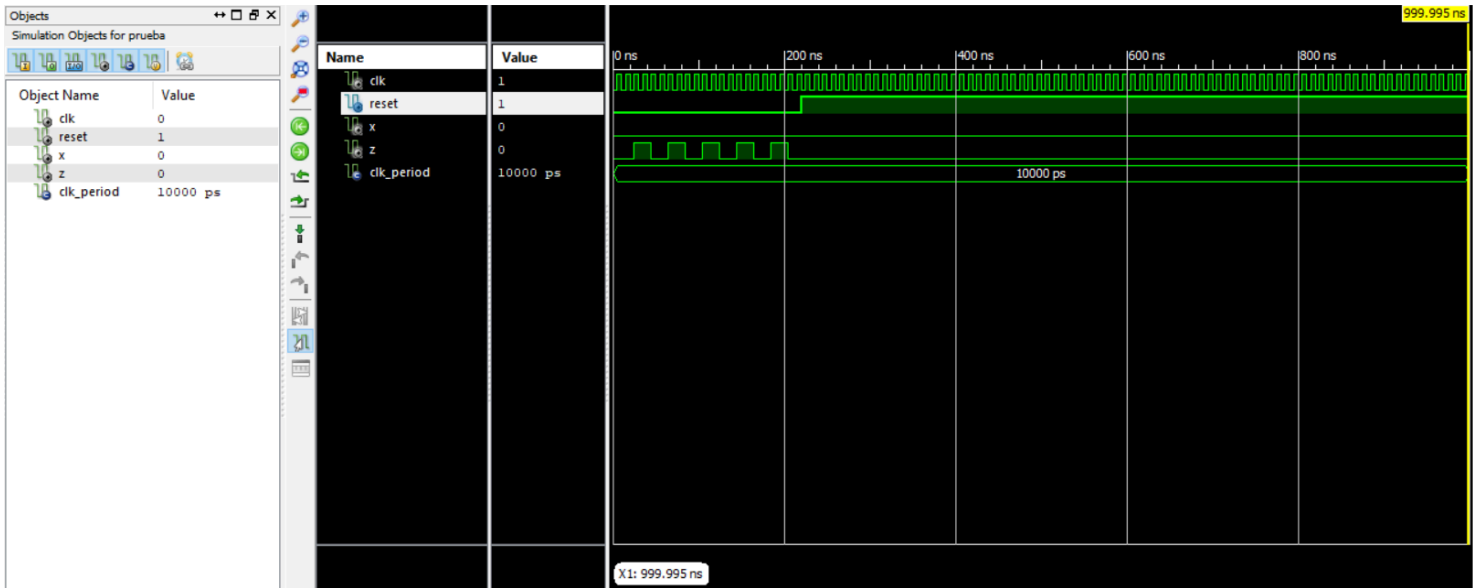 Objects
Simulation Objects for prueba
Object Name Value
clk 0
reset 1
x 0
z 0
clk_period 10000 ps
999.995 ns
Name Value
0 ns 200 ns 400 ns 600 ns 800 ns
clk 1
reset 1
x 0
z 0
clk_period 10000 ps 10000 ps
X1: 999.995 ns